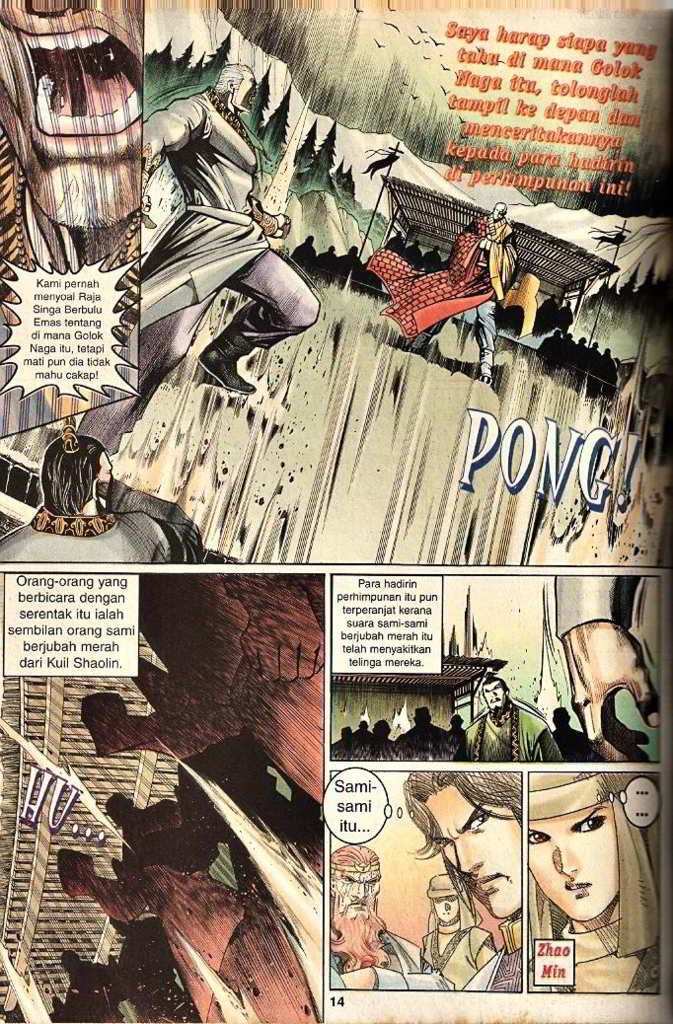 Saya harap siapa yang
tahu di mana Golok
Naga itu, tolonglah
tampil ke depan dan
menceritakannya
kepada para hadirin
di perhimpunan ini!
Kami pernah
menyoal Raja
Singa Berbulu
Emas tentang
di mana Golok
Naga itu, tetapi
mati pun dia tidak
mahu cakap!
PONG!
Orang-orang yang
berbicara dengan
serentak itu ialah
sembilan orang sami
berjubah merah
dari Kuil Shaolin.
HU...
Para hadirin
perhimpunan itu pun
terperanjat kerana
suara sami-sami
berjubah merah itu
telah menyakitkan
telinga mereka.
Sami-
sami
itu...
...
...
Zhao
Min
14